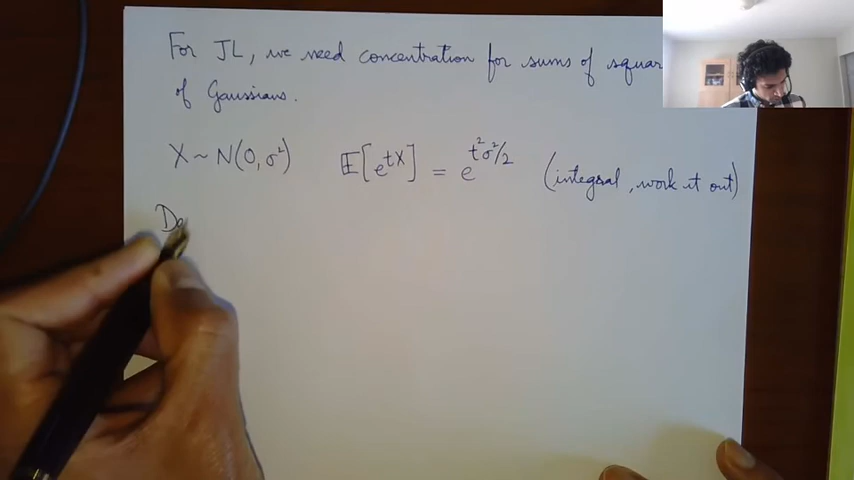 For JL, we need concentration for sums of squar
of Gaussians.
X ~ N(0, σ²) 𝔼[e^{tX}] = e^{t²σ²/2} (integral, work it out)
De